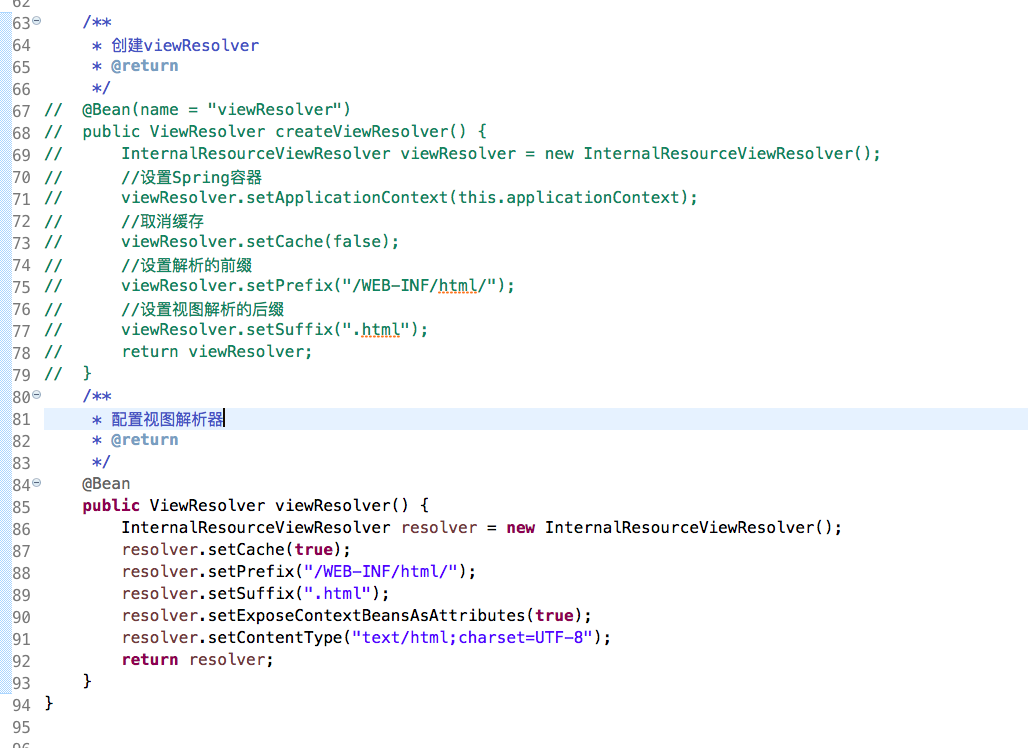 62
63 /**
64 * 创建viewResolver
65 * @return
66 */
67 // @Bean(name = "viewResolver")
68 // public ViewResolver createViewResolver() {
69 // InternalResourceViewResolver viewResolver = new InternalResourceViewResolver();
70 // //设置Spring容器
71 // viewResolver.setApplicationContext(this.applicationContext);
72 // //取消缓存
73 // viewResolver.setCache(false);
74 // //设置解析的前缀
75 // viewResolver.setPrefix("/WEB-INF/html/");
76 // //设置视图解析的后缀
77 // viewResolver.setSuffix(".html");
78 // return viewResolver;
79 // }
80 /**
81 * 配置视图解析器
82 * @return
83 */
84 @Bean
85 public ViewResolver viewResolver() {
86 InternalResourceViewResolver resolver = new InternalResourceViewResolver();
87 resolver.setCache(true);
88 resolver.setPrefix("/WEB-INF/html/");
89 resolver.setSuffix(".html");
90 resolver.setExposeContextBeansAsAttributes(true);
91 resolver.setContentType("text/html;charset=UTF-8");
92 return resolver;
93 }
94 }
95
96